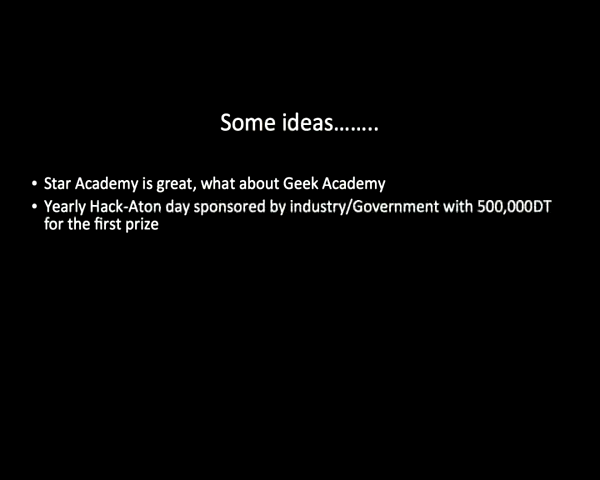 Some ideas……..
• Star Academy is great, what about Geek Academy
• Yearly Hack-Aton day sponsored by industry/Government with 500,000DT
for the first prize